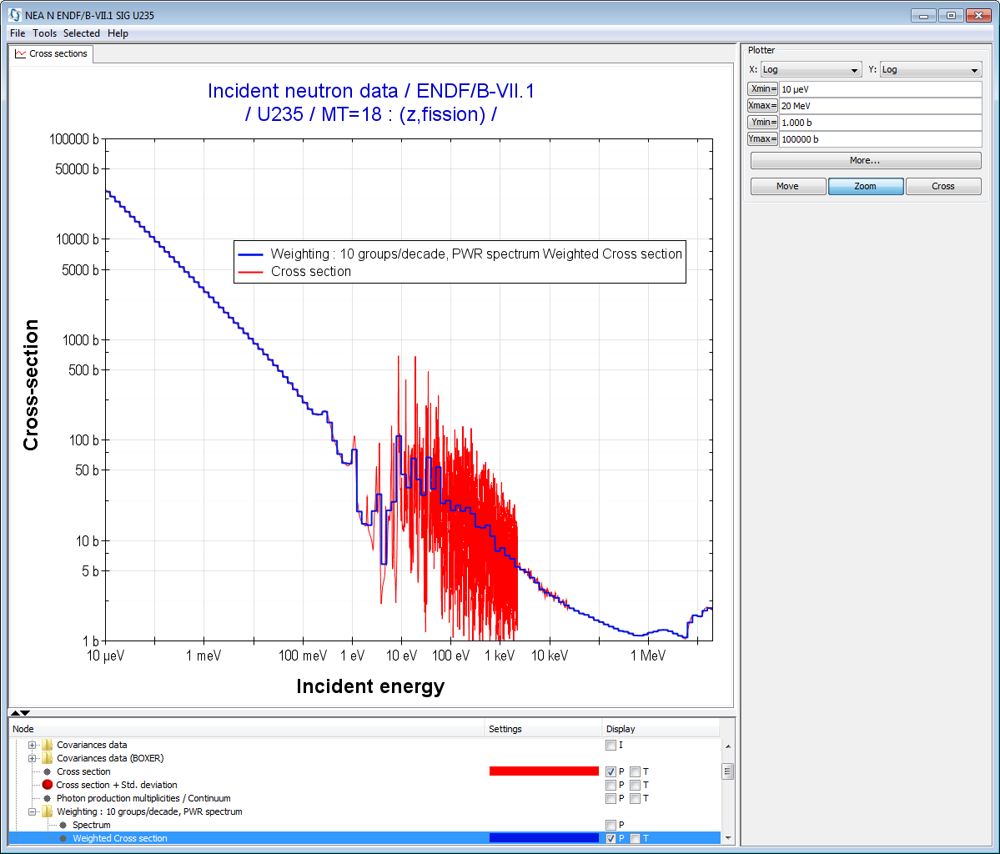 NEA N ENDF/B-VII.1 SIG U235
File Tools Selected Help
Cross sections
Incident neutron data / ENDF/B-VII.1
/ U235 / MT=18 : (z,fission) /
100000 b
50000 b
10000 b
5000 b
1000 b
500 b
100 b
50 b
10 b
5 b
1 b
Cross-section
Weighting : 10 groups/decade, PWR spectrum Weighted Cross section
Cross section
10 µeV 1 meV 100 meV 1 eV 10 eV 100 eV 1 keV 10 keV 1 MeV
Incident energy
Plotter
X: Log Y: Log
Xmin= 10 µeV
Xmax= 20 MeV
Ymin= 1.000 b
Ymax= 100000 b
More...
Move Zoom Cross
Node Settings Display
Covariances data I
Covariances data (BOXER)
Cross section P T
Cross section + Std. deviation P T
Photon production multiplicities / Continuum P T
Weighting : 10 groups/decade, PWR spectrum
Spectrum P
Weighted Cross section P T